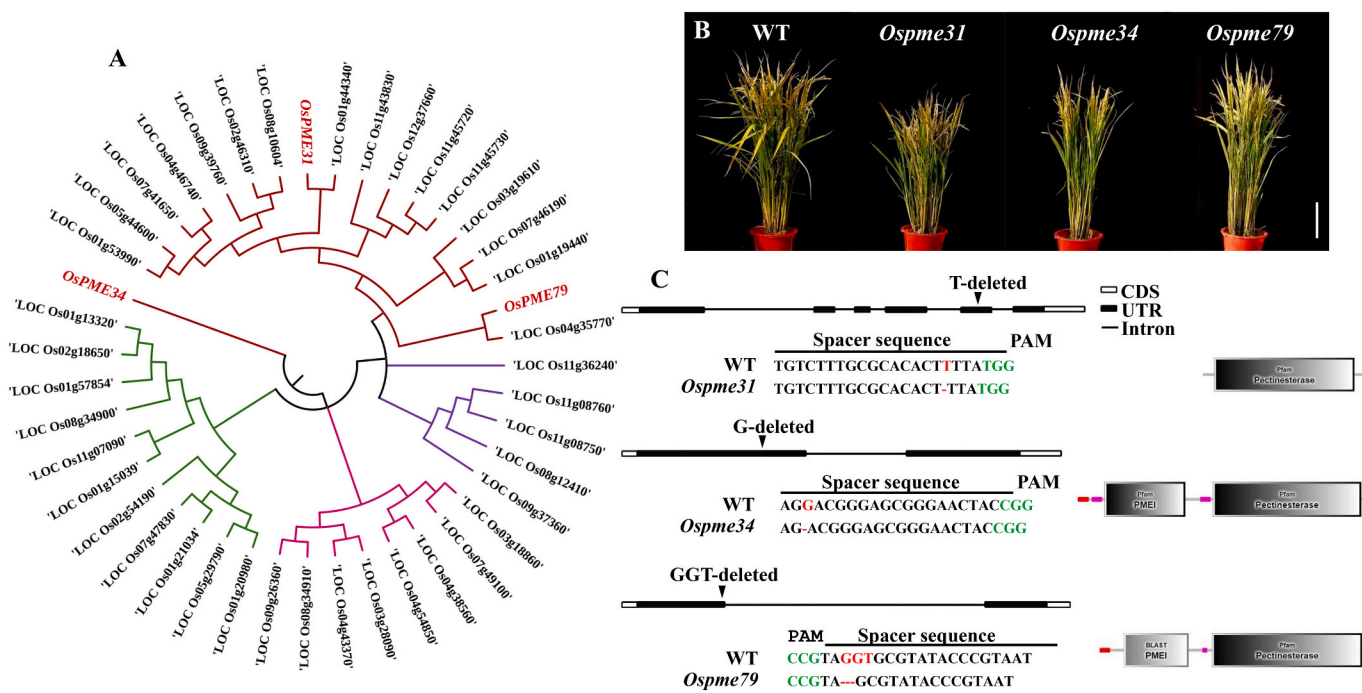 A
'LOC Os01g53990'
'LOC Os05g44600'
'LOC Os07g41650'
'LOC Os04g46740'
'LOC Os09g39760'
'LOC Os02g46310'
'LOC Os08g10604'
OsPME31
'LOC Os01g44340'
'LOC Os11g43830'
'LOC Os12g37660'
'LOC Os11g45720'
'LOC Os11g45730'
'LOC Os03g19610'
'LOC Os07g46190'
'LOC Os01g19440'
OsPME79
'LOC Os04g35770'
'LOC Os11g36240'
'LOC Os11g08760'
'LOC Os11g08750'
'LOC Os08g12410'
'LOC Os09g37360'
'LOC Os03g18860'
'LOC Os07g49100'
'LOC Os04g38560'
'LOC Os04g54850'
'LOC Os03g28090'
'LOC Os04g43370'
'LOC Os08g34910'
'LOC Os09g26360'
'LOC Os01g20980'
'LOC Os05g29790'
'LOC Os01g21034'
'LOC Os07g47830'
'LOC Os02g54190'
'LOC Os01g15039'
'LOC Os11g07090'
'LOC Os08g34900'
'LOC Os01g57854'
'LOC Os02g18650'
'LOC Os01g13320'
OsPME34
B
WT
Ospme31
Ospme34
Ospme79
C
T-deleted
CDS
UTR
Intron
Spacer sequence PAM
WT TGTCTTTGCGCACACTTTTATGG
Ospme31 TGTCTTTGCGCACACT-TTATGG
Pfam
Pectinesterase
G-deleted
Spacer sequence PAM
WT AGGACGGGAGCGGGAACTACCGG
Ospme34 AG-ACGGGAGCGGGAACTACCGG
Pfam
PMEI
Pfam
Pectinesterase
GGT-deleted
PAM Spacer sequence
WT CCGTAGGTGCGTATACCCGTAAT
Ospme79 CCGTA---GCGTATACCCGTAAT
BLAST
PMEI
Pfam
Pectinesterase